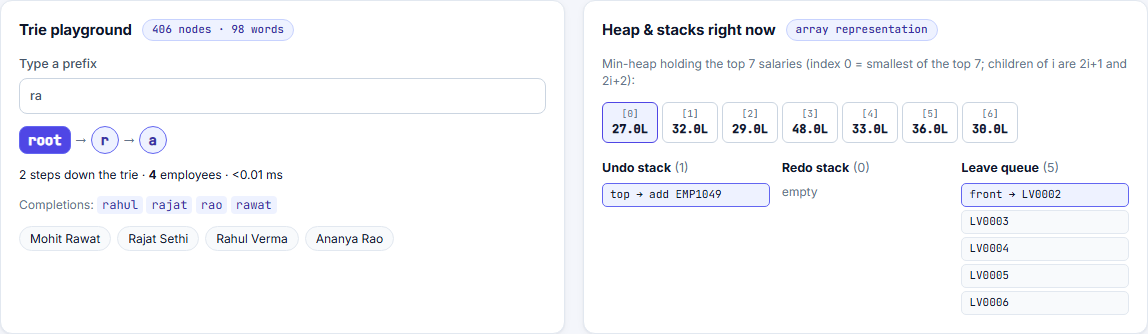 Trie playground 406 nodes · 98 words
Type a prefix
ra
root → r → a
2 steps down the trie · 4 employees · <0.01 ms
Completions: rahul rajat rao rawat
Mohit Rawat Rajat Sethi Rahul Verma Ananya Rao
Heap & stacks right now array representation
Min-heap holding the top 7 salaries (index 0 = smallest of the top 7; children of i are 2i+1 and
2i+2):
[0] [1] [2] [3] [4] [5] [6]
27.0L 32.0L 29.0L 48.0L 33.0L 36.0L 30.0L
Undo stack (1) Redo stack (0) Leave queue (5)
top → add EMP1049 empty front → LV0002
LV0003
LV0004
LV0005
LV0006